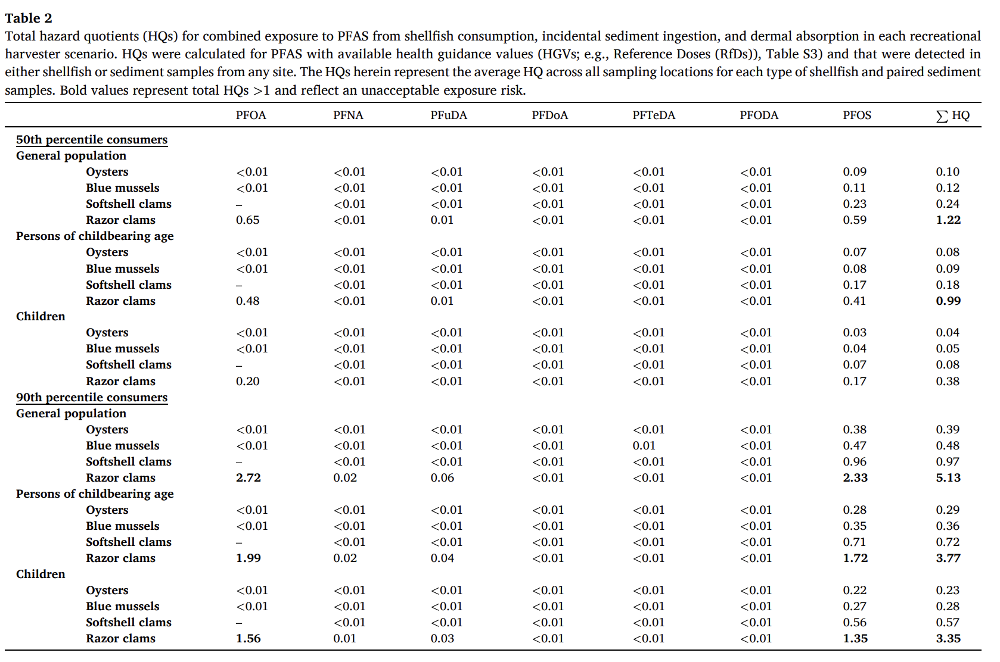 Table 2
Total hazard quotients (HQs) for combined exposure to PFAS from shellfish consumption, incidental sediment ingestion, and dermal absorption in each recreational
harvester scenario. HQs were calculated for PFAS with available health guidance values (HGVs; e.g., Reference Doses (RfDs)), Table S3) and that were detected in
either shellfish or sediment samples from any site. The HQs herein represent the average HQ across all sampling locations for each type of shellfish and paired sediment
samples. Bold values represent total HQs >1 and reflect an unacceptable exposure risk.
PFOA PFNA PFuDA PFDoA PFTeDA PFODA PFOS ∑ HQ
50th percentile consumers
General population
Oysters <0.01 <0.01 <0.01 <0.01 <0.01 <0.01 0.09 0.10
Blue mussels <0.01 <0.01 <0.01 <0.01 <0.01 <0.01 0.11 0.12
Softshell clams – <0.01 <0.01 <0.01 <0.01 <0.01 0.23 0.24
Razor clams 0.65 <0.01 0.01 <0.01 <0.01 <0.01 0.59 1.22
Persons of childbearing age
Oysters <0.01 <0.01 <0.01 <0.01 <0.01 <0.01 0.07 0.08
Blue mussels <0.01 <0.01 <0.01 <0.01 <0.01 <0.01 0.08 0.09
Softshell clams – <0.01 <0.01 <0.01 <0.01 <0.01 0.17 0.18
Razor clams 0.48 <0.01 0.01 <0.01 <0.01 <0.01 0.41 0.99
Children
Oysters <0.01 <0.01 <0.01 <0.01 <0.01 <0.01 0.03 0.04
Blue mussels <0.01 <0.01 <0.01 <0.01 <0.01 <0.01 0.04 0.05
Softshell clams – <0.01 <0.01 <0.01 <0.01 <0.01 0.07 0.08
Razor clams 0.20 <0.01 <0.01 <0.01 <0.01 <0.01 0.17 0.38
90th percentile consumers
General population
Oysters <0.01 <0.01 <0.01 <0.01 <0.01 <0.01 0.38 0.39
Blue mussels <0.01 <0.01 <0.01 <0.01 0.01 <0.01 0.47 0.48
Softshell clams – <0.01 <0.01 <0.01 <0.01 <0.01 0.96 0.97
Razor clams 2.72 0.02 0.06 <0.01 <0.01 <0.01 2.33 5.13
Persons of childbearing age
Oysters <0.01 <0.01 <0.01 <0.01 <0.01 <0.01 0.28 0.29
Blue mussels <0.01 <0.01 <0.01 <0.01 <0.01 <0.01 0.35 0.36
Softshell clams – <0.01 <0.01 <0.01 <0.01 <0.01 0.71 0.72
Razor clams 1.99 0.02 0.04 <0.01 <0.01 <0.01 1.72 3.77
Children
Oysters <0.01 <0.01 <0.01 <0.01 <0.01 <0.01 0.22 0.23
Blue mussels <0.01 <0.01 <0.01 <0.01 <0.01 <0.01 0.27 0.28
Softshell clams – <0.01 <0.01 <0.01 <0.01 <0.01 0.56 0.57
Razor clams 1.56 0.01 0.03 <0.01 <0.01 <0.01 1.35 3.35